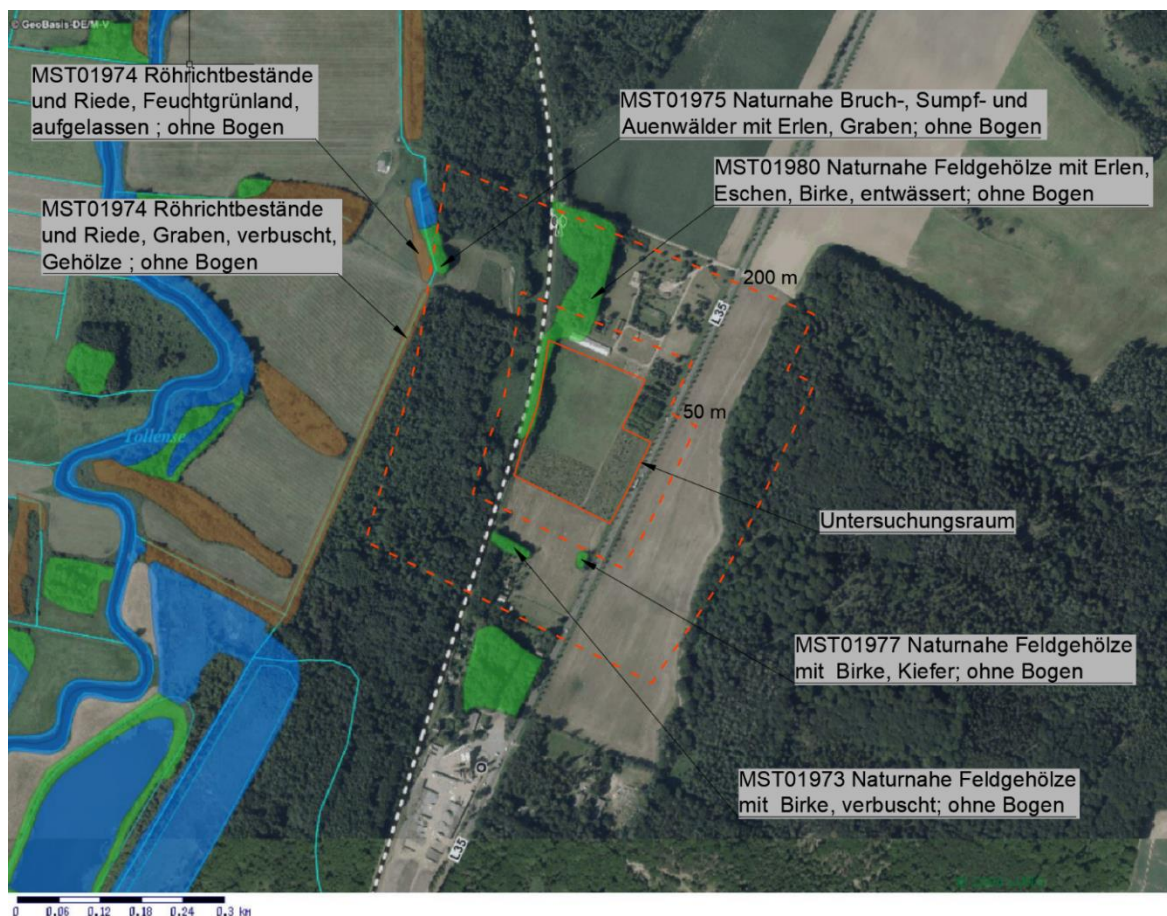 © GeoBasis-DE/M-V
MST01974 Röhrichtbestände
und Riede, Feuchtgrünland,
aufgelassen ; ohne Bogen
MST01975 Naturnahe Bruch-, Sumpf- und
Auenwälder mit Erlen, Graben; ohne Bogen
MST01980 Naturnahe Feldgehölze mit Erlen,
Eschen, Birke, entwässert; ohne Bogen
MST01974 Röhrichtbestände
und Riede, Graben, verbuscht,
Gehölze ; ohne Bogen
200 m
L35
50 m
Tollense
Untersuchungsraum
MST01977 Naturnahe Feldgehölze
mit Birke, Kiefer; ohne Bogen
MST01973 Naturnahe Feldgehölze
mit Birke, verbuscht; ohne Bogen
L35
0 0.06 0.12 0.18 0.24 0.3 km